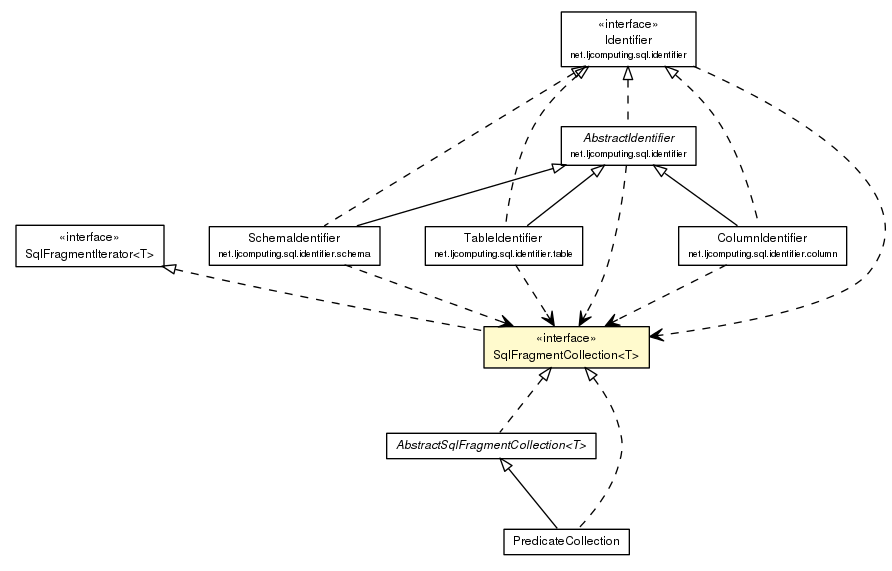 «interface»
Identifier
net.ljcomputing.sql.identifier
AbstractIdentifier
net.ljcomputing.sql.identifier
«interface»
SqlFragmentIterator<T>
SchemaIdentifier
net.ljcomputing.sql.identifier.schema
TableIdentifier
net.ljcomputing.sql.identifier.table
ColumnIdentifier
net.ljcomputing.sql.identifier.column
«interface»
SqlFragmentCollection<T>
AbstractSqlFragmentCollection<T>
PredicateCollection